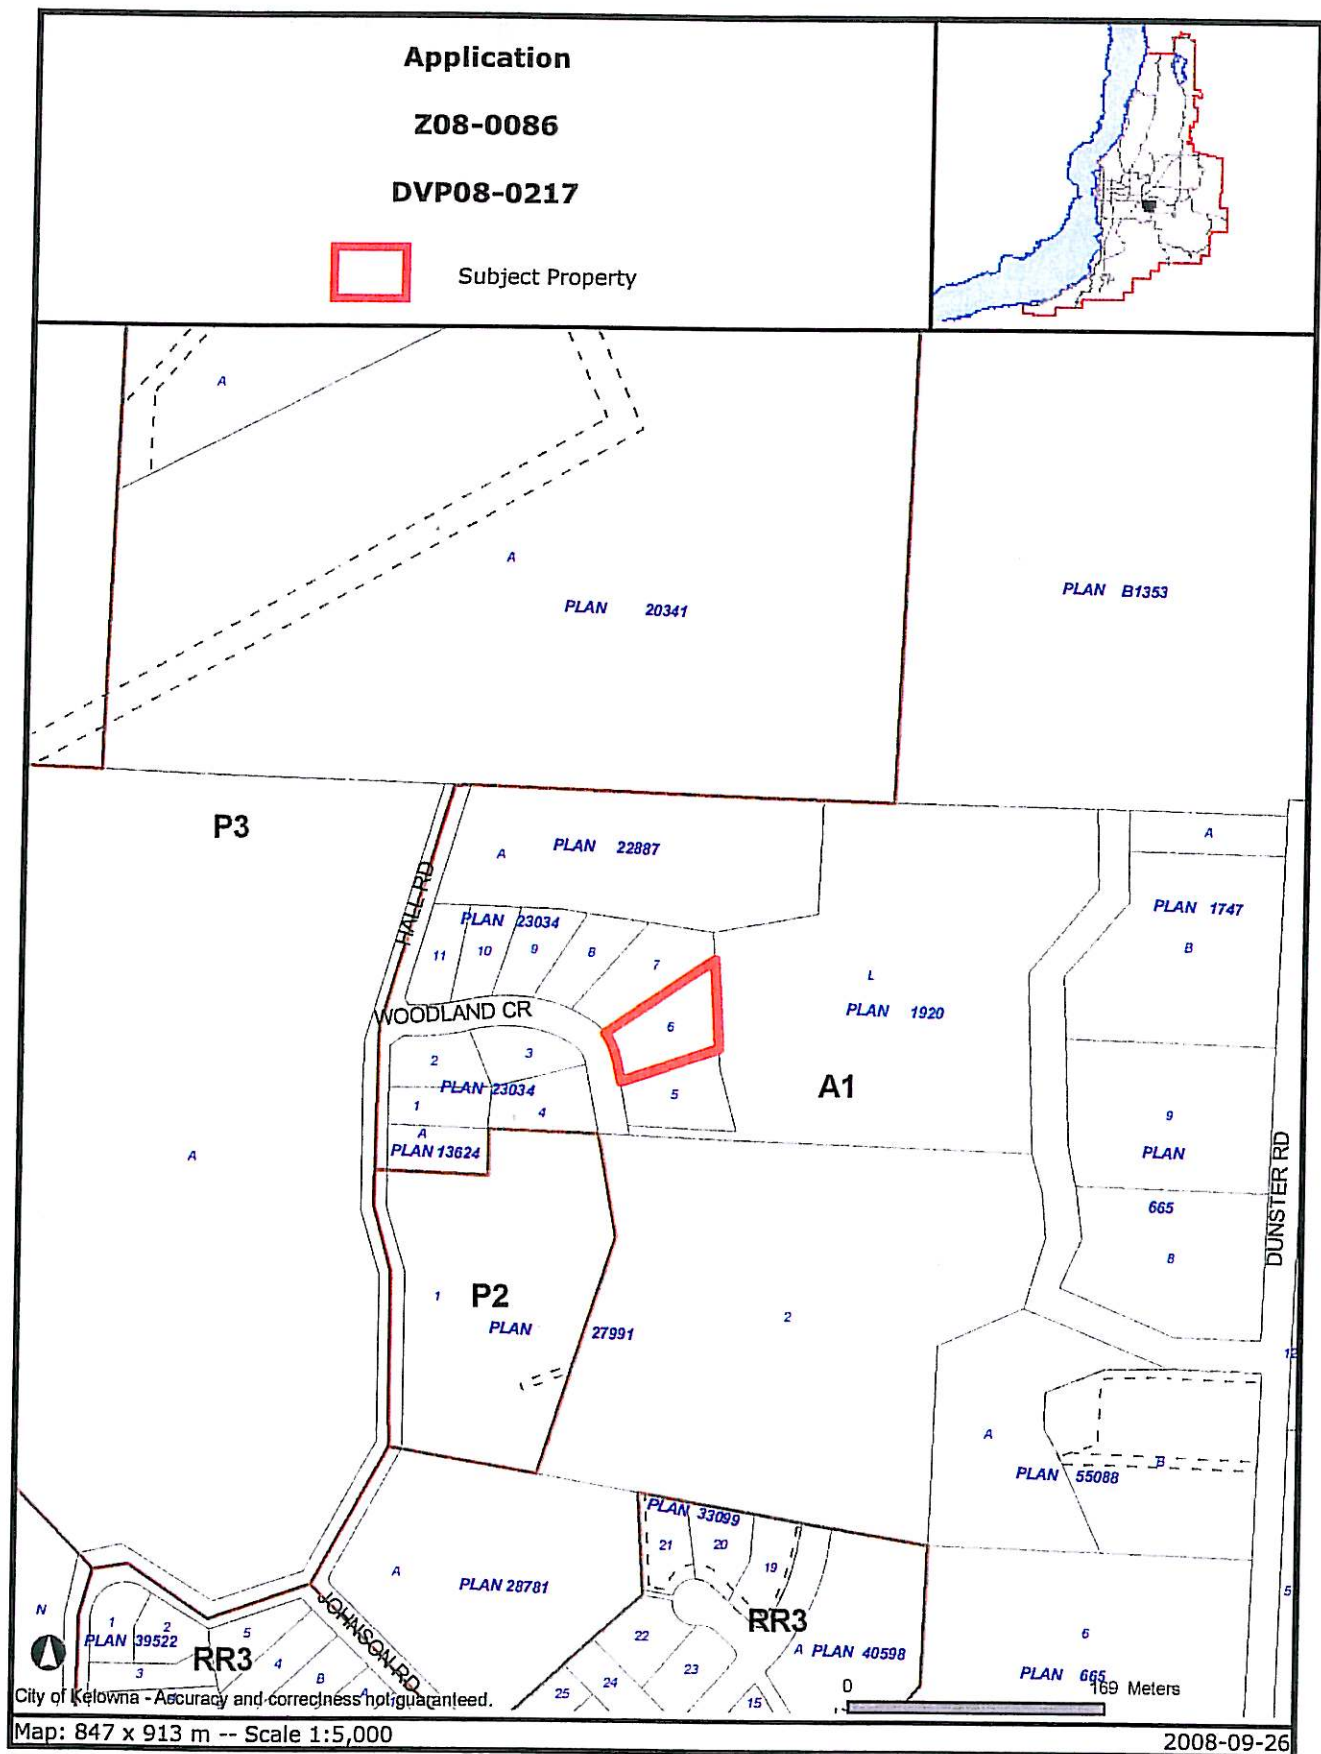 Application
Z08-0086
DVP08-0217
Subject Property
A
A
PLAN 20341
PLAN B1353
P3
HALL RD
A
PLAN 22887
A
PLAN 1747
B
PLAN 23034
11
10
9
8
7
L
PLAN 1920
WOODLAND CR
6
2
3
PLAN 23034
1
4
5
A1
A
PLAN 13624
A
9
PLAN
665
8
DUNSTER RD
1
P2
PLAN 27991
2
12
A
PLAN 55088
B
PLAN 33099
21
20
19
A
PLAN 28781
RR3
N
1
2
PLAN 39522
3
RR3
5
4
B
A
JOHNSON RD
22
23
24
25
15
A PLAN 40598
6
PLAN 665
5
0
169 Meters
City of Kelowna - Accuracy and correctness not guaranteed.
Map: 847 x 913 m -- Scale 1:5,000
2008-09-26